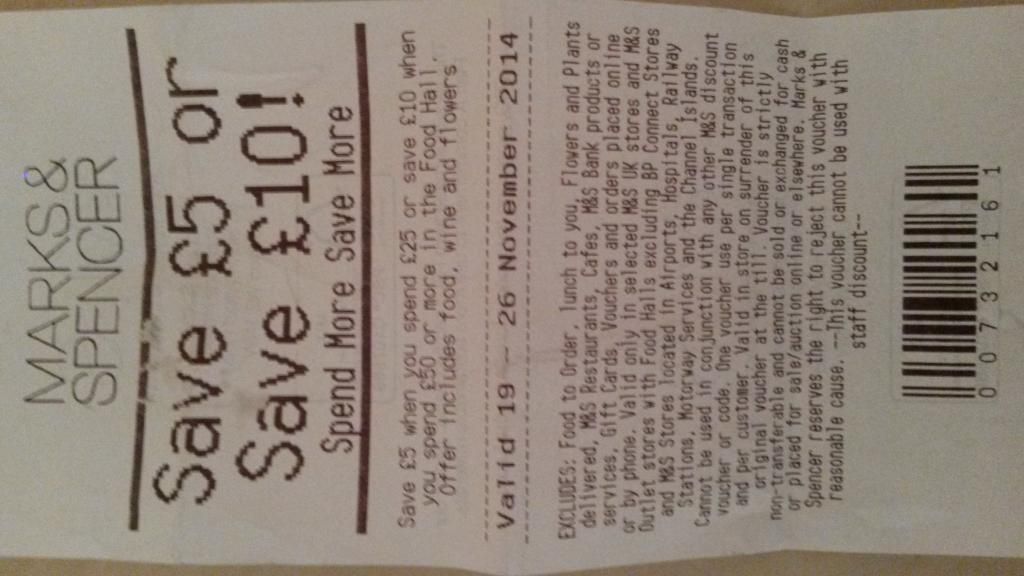 MARKS &
SPENCER
Save £5 or
Save £10!
Spend More Save More
Save £5 when you spend £25 or save £10 when
you spend £50 or more in the Food Hall.
Offer includes food, wine and flowers.
Valid 19 - 26 November 2014
EXCLUDES: Food to Order, lunch to you, Flowers and Plants
delivered, M&S Restaurants, Cafes, M&S Bank products or
services, Gift Cards, Vouchers and orders placed online
or by phone. Valid only in selected M&S UK stores and M&S
Outlet stores with Food Halls excluding BP Connect Stores
and M&S Stores located in Airports, Hospitals, Railway
Stations, Motorway Services and the Channel Islands.
Cannot be used in conjunction with any other M&S discount
voucher or code. One voucher use per single transaction
and per customer. Valid in store on surrender of this
original voucher at the till. Voucher is strictly
non-transferable and cannot be sold or exchanged for cash
or placed for sale/auction online or elsewhere. Marks &
Spencer reserves the right to reject this voucher with
reasonable cause. --This voucher cannot be used with
staff discount--
00732161